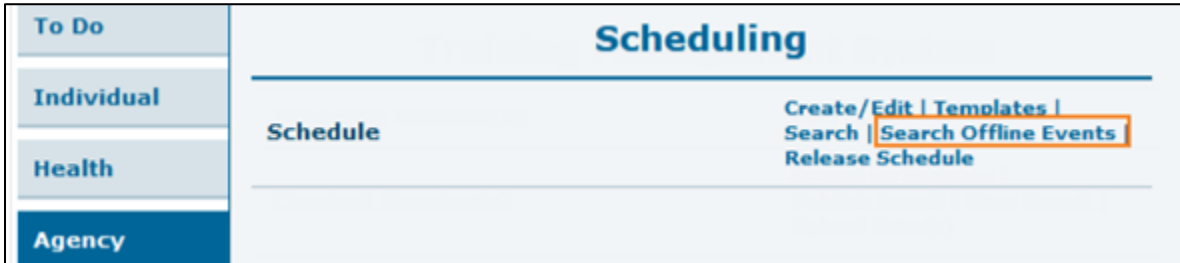 To Do
Individual
Health
Agency
Scheduling
Schedule
Create/Edit | Templates |
Search | Search Offline Events |
Release Schedule